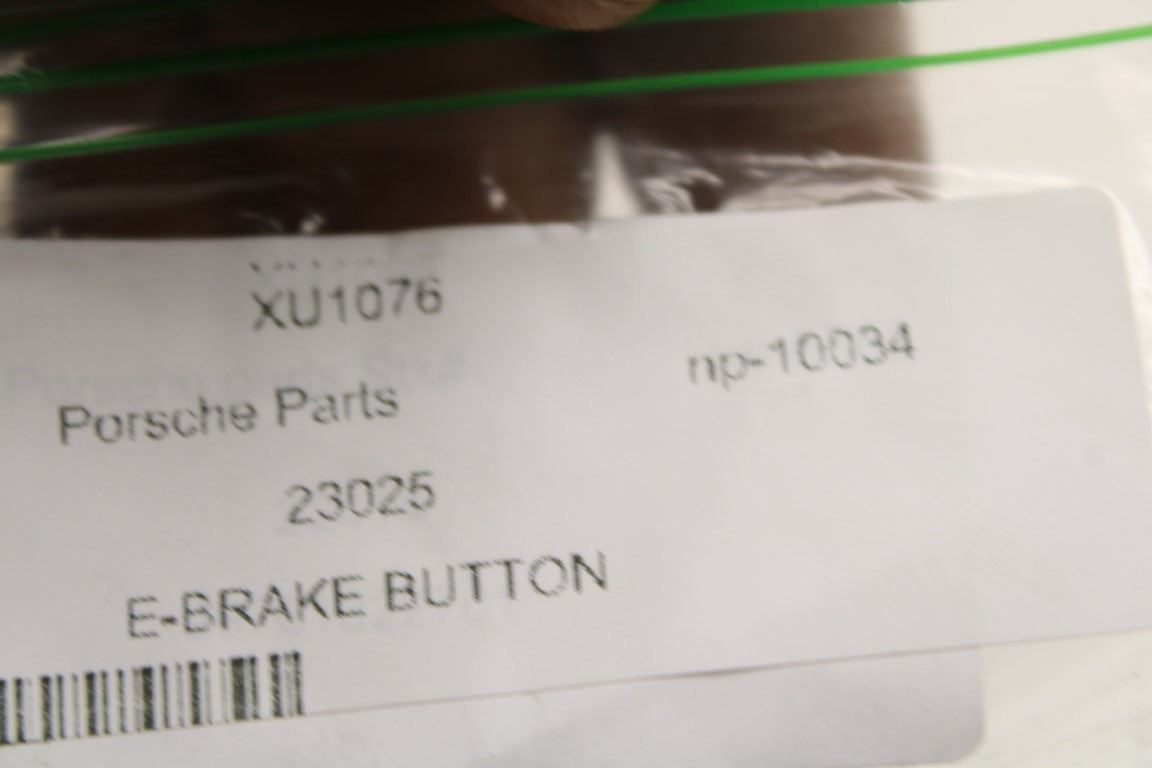 XU1076
np-10034
Porsche Parts
23025
E-BRAKE BUTTON